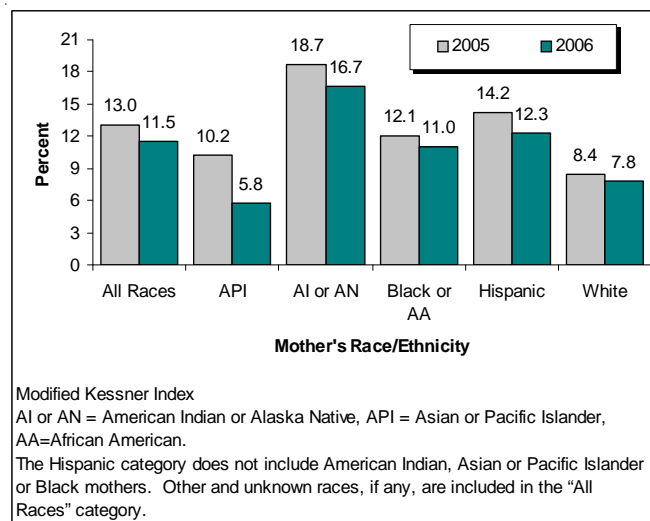 21
18
15
12
9
6
3
0
Percent
2005 2006
13.0 11.5
10.2 5.8
18.7 16.7
12.1 11.0
14.2 12.3
8.4 7.8
All Races API AI or AN Black or AA Hispanic White
Mother's Race/Ethnicity
Modified Kessner Index
AI or AN = American Indian or Alaska Native, API = Asian or Pacific Islander,
AA=African American.
The Hispanic category does not include American Indian, Asian or Pacific Islander
or Black mothers.  Other and unknown races, if any, are included in the “All
Races” category.